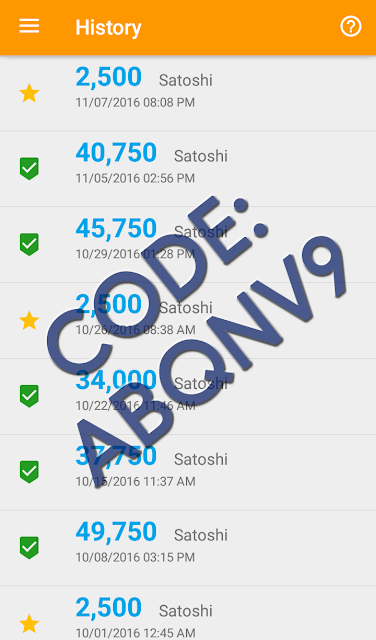 History
2,500 Satoshi
11/07/2016 08:08 PM
40,750 Satoshi
11/05/2016 02:56 PM
45,750 Satoshi
10/29/2016 01:28 PM
2,500 Satoshi
10/26/2016 08:38 AM
34,000 Satoshi
10/22/2016 11:46 AM
37,750 Satoshi
10/15/2016 11:37 AM
49,750 Satoshi
10/08/2016 03:15 PM
2,500 Satoshi
10/01/2016 12:45 AM
CODE:
ABQNV9